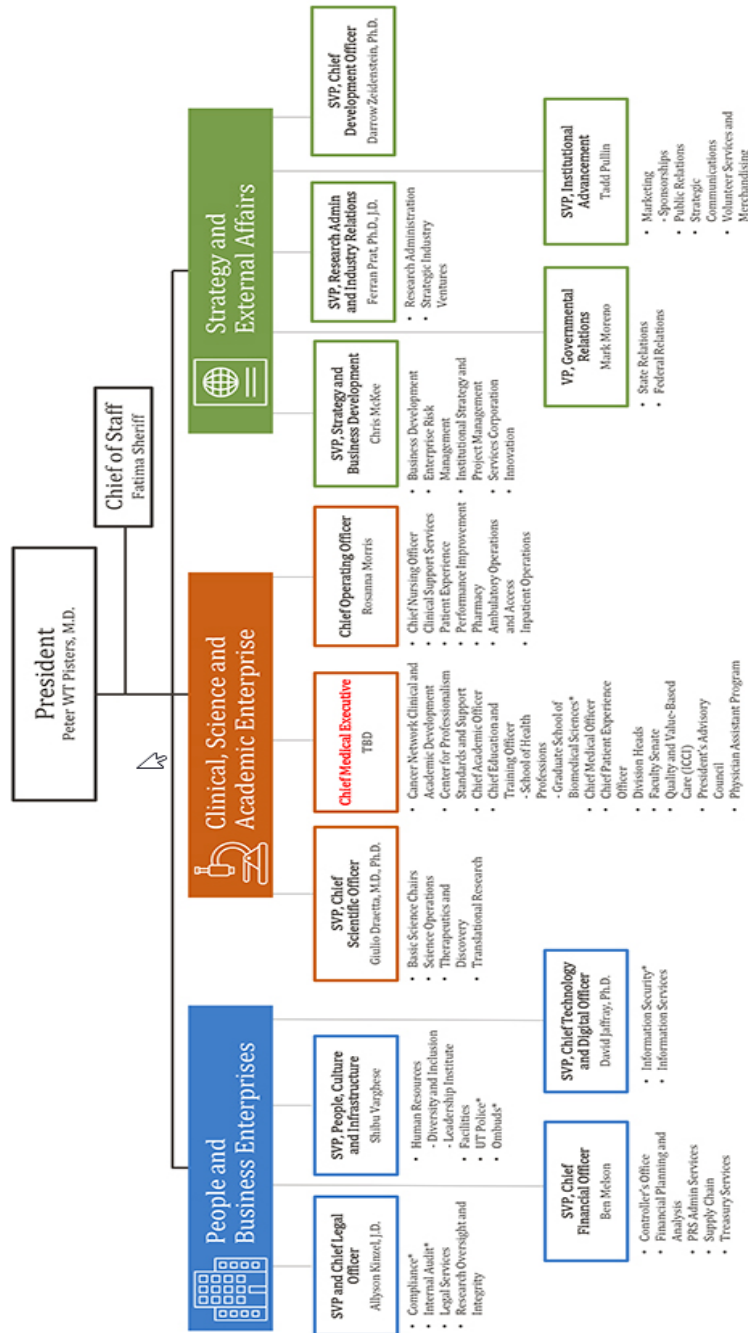 President
Peter WT Pisters, M.D.
Chief of Staff
Fatima Sheriff
People and
Business Enterprises
SVP and Chief Legal
Officer
Allyson Kinzel, J.D.
• Compliance*
• Internal Audit*
• Legal Services
• Research Oversight and
Integrity
SVP, People, Culture
and Infrastructure
Shibu Varghese
• Human Resources
- Diversity and Inclusion
- Leadership Institute
• Facilities
• UT Police*
• Ombuds*
SVP, Chief
Financial Officer
Ben Melson
• Controller's Office
• Financial Planning and
Analysis
• PRS Admin Services
• Supply Chain
• Treasury Services
SVP, Chief Technology
and Digital Officer
David Jaffray, Ph.D.
• Information Security*
• Information Services
Clinical, Science and
Academic Enterprise
SVP, Chief
Scientific Officer
Giulio Draetta, M.D., Ph.D.
• Basic Science Chairs
• Science Operations
• Therapeutics and
Discovery
• Translational Research
Chief Medical Executive
TBD
• Cancer Network Clinical and
Academic Development
• Center for Professionalism
Standards and Support
• Chief Academic Officer
• Chief Education and
Training Officer
- School of Health
Professions
- Graduate School of
Biomedical Sciences*
• Chief Medical Officer
• Chief Patient Experience
Officer
• Division Heads
• Faculty Senate
• Quality and Value-Based
Care (ICCI)
• President's Advisory
Council
• Physician Assistant Program
Chief Operating Officer
Rosanna Morris
• Chief Nursing Officer
• Clinical Support Services
• Patient Experience
• Performance Improvement
• Pharmacy
• Ambulatory Operations
and Access
• Inpatient Operations
Strategy and
External Affairs
SVP, Strategy and
Business Development
Chris McKee
• Business Development
• Enterprise Risk
Management
• Institutional Strategy and
Project Management
• Services Corporation
• Innovation
SVP, Research Admin
and Industry Relations
Ferran Prat, Ph.D., J.D.
• Research Administration
• Strategic Industry
Ventures
SVP, Chief
Development Officer
Darrow Zeidenstein, Ph.D.
VP, Governmental
Relations
Mark Moreno
• State Relations
• Federal Relations
SVP, Institutional
Advancement
Tadd Pullin
• Marketing
- Sponsorships
• Public Relations
• Strategic
Communications
• Volunteer Services and
Merchandising